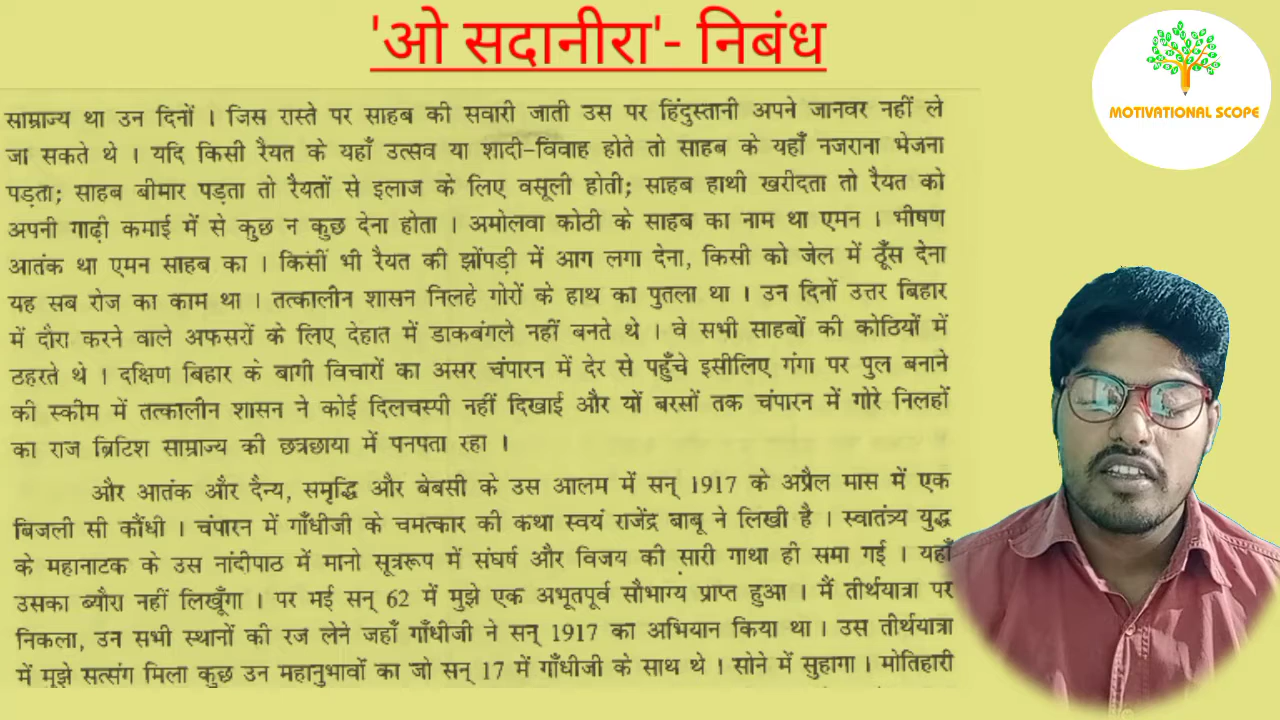 'ओ सदानीरा'- निबंध
MOTIVATIONAL SCOPE
साम्राज्य था उन दिनों । जिस रास्ते पर साहब की सवारी जाती उस पर हिंदुस्तानी अपने जानवर नहीं ले
जा सकते थे । यदि किसी रैयत के यहाँ उत्सव या शादी-विवाह होते तो साहब के यहाँ नजराना भेजना
पड़ता; साहब बीमार पड़ता तो रैयतों से इलाज के लिए वसूली होती; साहब हाथी खरीदता तो रैयत को
अपनी गाढ़ी कमाई में से कुछ न कुछ देना होता । अमोलवा कोठी के साहब का नाम था एमन । भीषण
आतंक था एमन साहब का । किसी भी रैयत की झोंपड़ी में आग लगा देना, किसी को जेल में ठूँस देना
यह सब रोज का काम था । तत्कालीन शासन निलहे गोरों के हाथ का पुतला था । उन दिनों उत्तर बिहार
में दौरा करने वाले अफसरों के लिए देहात में डाकबंगले नहीं बनते थे । वे सभी साहबों की कोठियों में
ठहरते थे । दक्षिण बिहार के बागी विचारों का असर चंपारन में देर से पहुँचे इसीलिए गंगा पर पुल बनाने
की स्कीम में तत्कालीन शासन ने कोई दिलचस्पी नहीं दिखाई और यों बरसों तक चंपारन में गोरे निलहों
का राज ब्रिटिश साम्राज्य की छत्रछाया में पनपता रहा ।
और आतंक और दैन्य, समृद्धि और बेबसी के उस आलम में सन् 1917 के अप्रैल मास में एक
बिजली सी कौंधी । चंपारन में गाँधीजी के चमत्कार की कथा स्वयं राजेंद्र बाबू ने लिखी है । स्वातंत्र्य युद्ध
के महानाटक के उस नांदीपाठ में मानो सूत्ररूप में संघर्ष और विजय की सारी गाथा ही समा गई । यहाँ
उसका ब्यौरा नहीं लिखूँगा । पर मई सन् 62 में मुझे एक अभूतपूर्व सौभाग्य प्राप्त हुआ । मैं तीर्थयात्रा पर
निकला, उन सभी स्थानों की रज लेने जहाँ गाँधीजी ने सन् 1917 का अभियान किया था । उस तीर्थयात्रा
में मुझे सत्संग मिला कुछ उन महानुभावों का जो सन् 17 में गाँधीजी के साथ थे । सोने में सुहागा । मोतिहारी